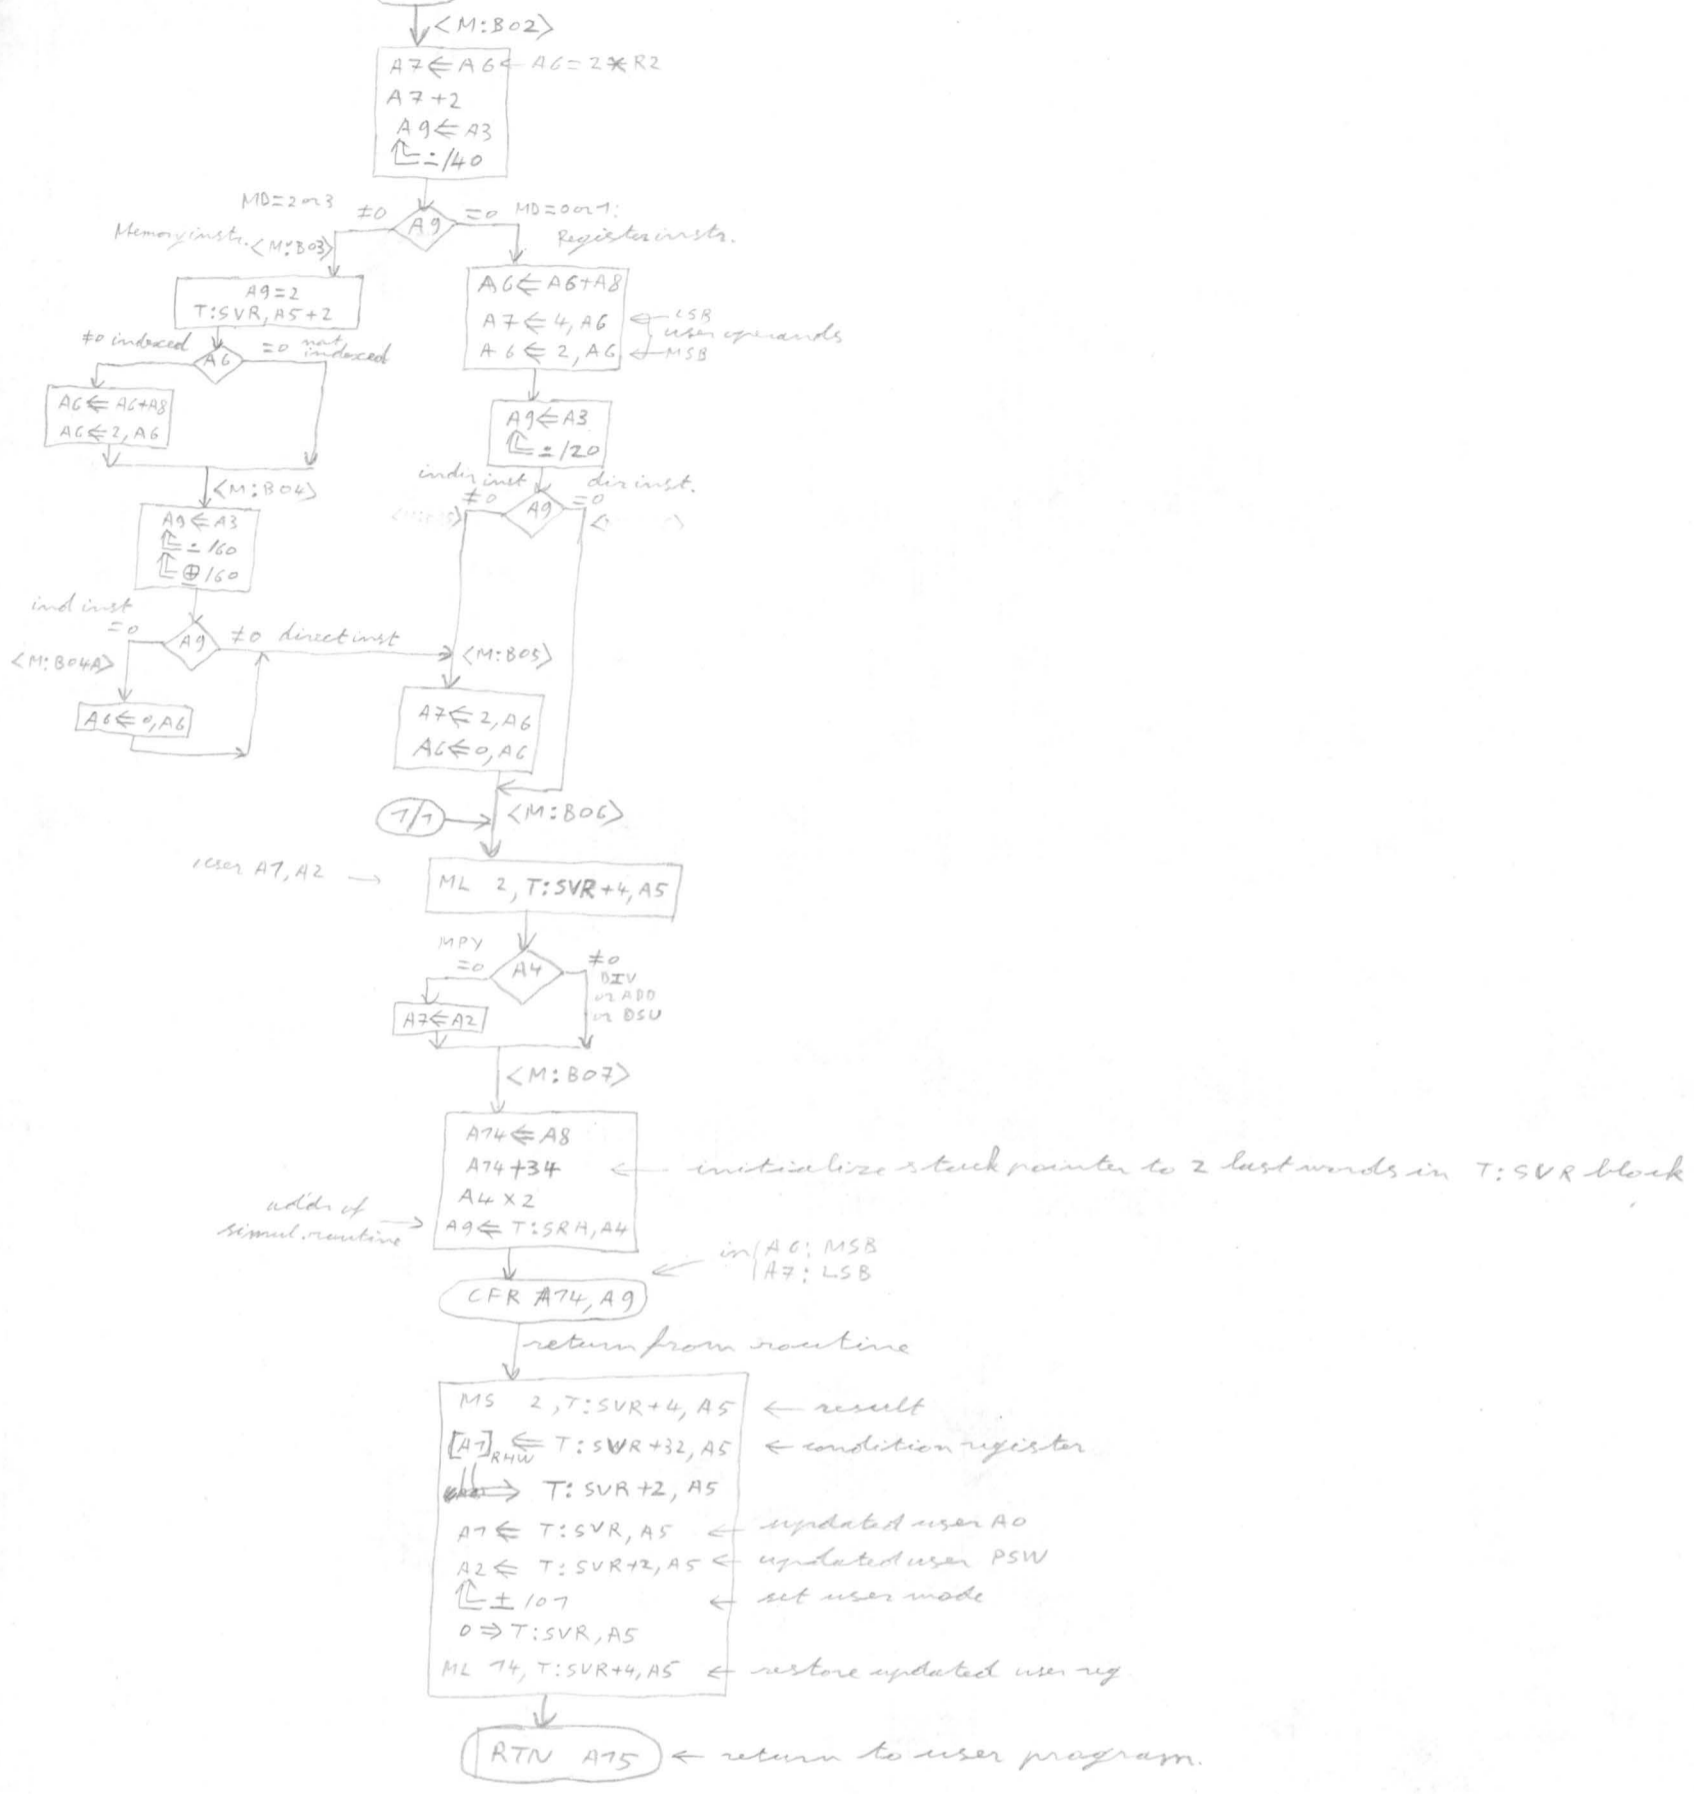 <M:B02>
A7⇐A6 ← A6=2*R2
A7+2
A9⇐A3
∸/40
MD=2 or 3
≠0
A9
=0 MD=0 or 1:
Memory instr. <M:B03>
Register instr.
A9=2
T:SVR,A5+2
A6⇐A6+A8
A7⇐4,A6 ← LSB
user operands
A6⇐2,A6 ← MSB
≠0 indexed
A6
=0 not indexed
A6⇐A6+A8
A6⇐2,A6
A9⇐A3
∸/20
indir inst
≠0
A9
dir inst.
=0
<M:B04>
A9⇐A3
∸/60
⊕/60
ind inst
=0
A9
≠0 direct inst
<M:B04A>
A6⇐0,A6
<M:B05>
A7⇐2,A6
A6⇐0,A6
1/1
<M:B06>
user A1,A2 →
ML 2,T:SVR+4,A5
MPY
=0
A4
≠0
DIV
or ADD
or DSU
A7⇐A2
<M:B07>
A14⇐A8
A14+34 ← initialize stack pointer to 2 last words in T:SVR block
A4×2
addr of simul. routine → A9⇐T:SRH,A4
in A6: MSB
A7: LSB
CFR A14,A9
return from routine
MS 2,T:SVR+4,A5 ← result
[A1]RHW ⇐ T:SVR+32,A5 ← condition register
⇒ T:SVR+2,A5
A1⇐T:SVR,A5 ← updated user A0
A2⇐T:SVR+2,A5 ← updated user PSW
±/01 ← set user mode
0⇒T:SVR,A5
ML 14,T:SVR+4,A5 ← restore updated user reg
RTN A15 ← return to user program.